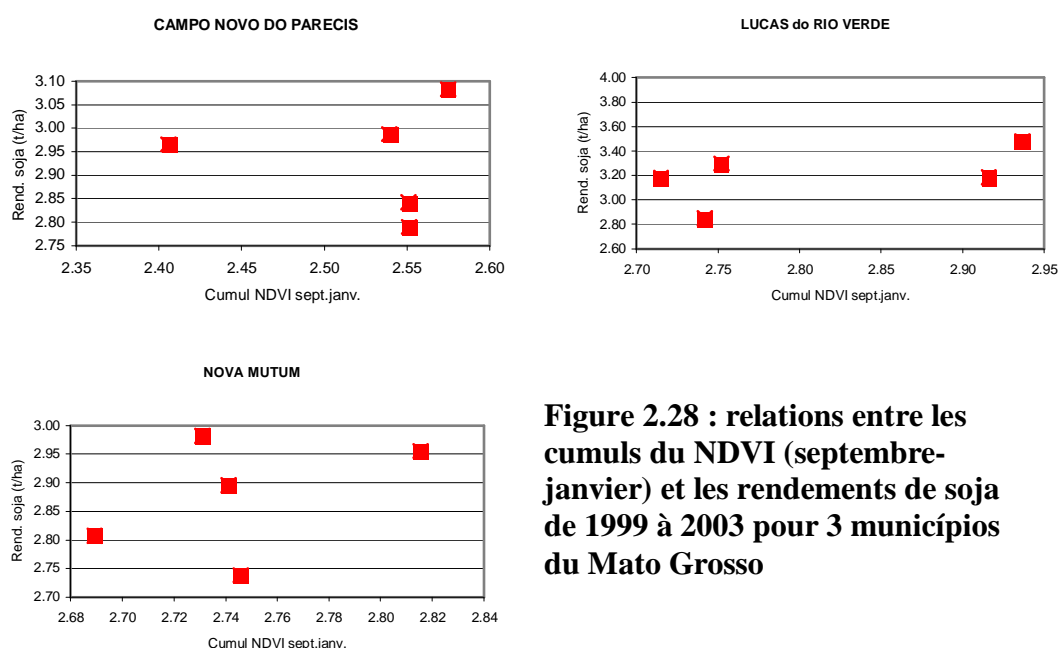 CAMPO NOVO DO PARECIS
Rend. soja (t/ha)
3.10
3.05
3.00
2.95
2.90
2.85
2.80
2.75
2.35 2.40 2.45 2.50 2.55 2.60
Cumul NDVI sept.janv.
LUCAS do RIO VERDE
Rend. soja (t/ha)
4.00
3.80
3.60
3.40
3.20
3.00
2.80
2.60
2.70 2.75 2.80 2.85 2.90 2.95
Cumul NDVI sept.janv.
NOVA MUTUM
Rend. soja (t/ha)
3.00
2.95
2.90
2.85
2.80
2.75
2.70
2.68 2.70 2.72 2.74 2.76 2.78 2.80 2.82 2.84
Cumul NDVI sept.janv.
Figure 2.28 : relations entre les
cumuls du NDVI (septembre-
janvier) et les rendements de soja
de 1999 à 2003 pour 3 municípios
du Mato Grosso